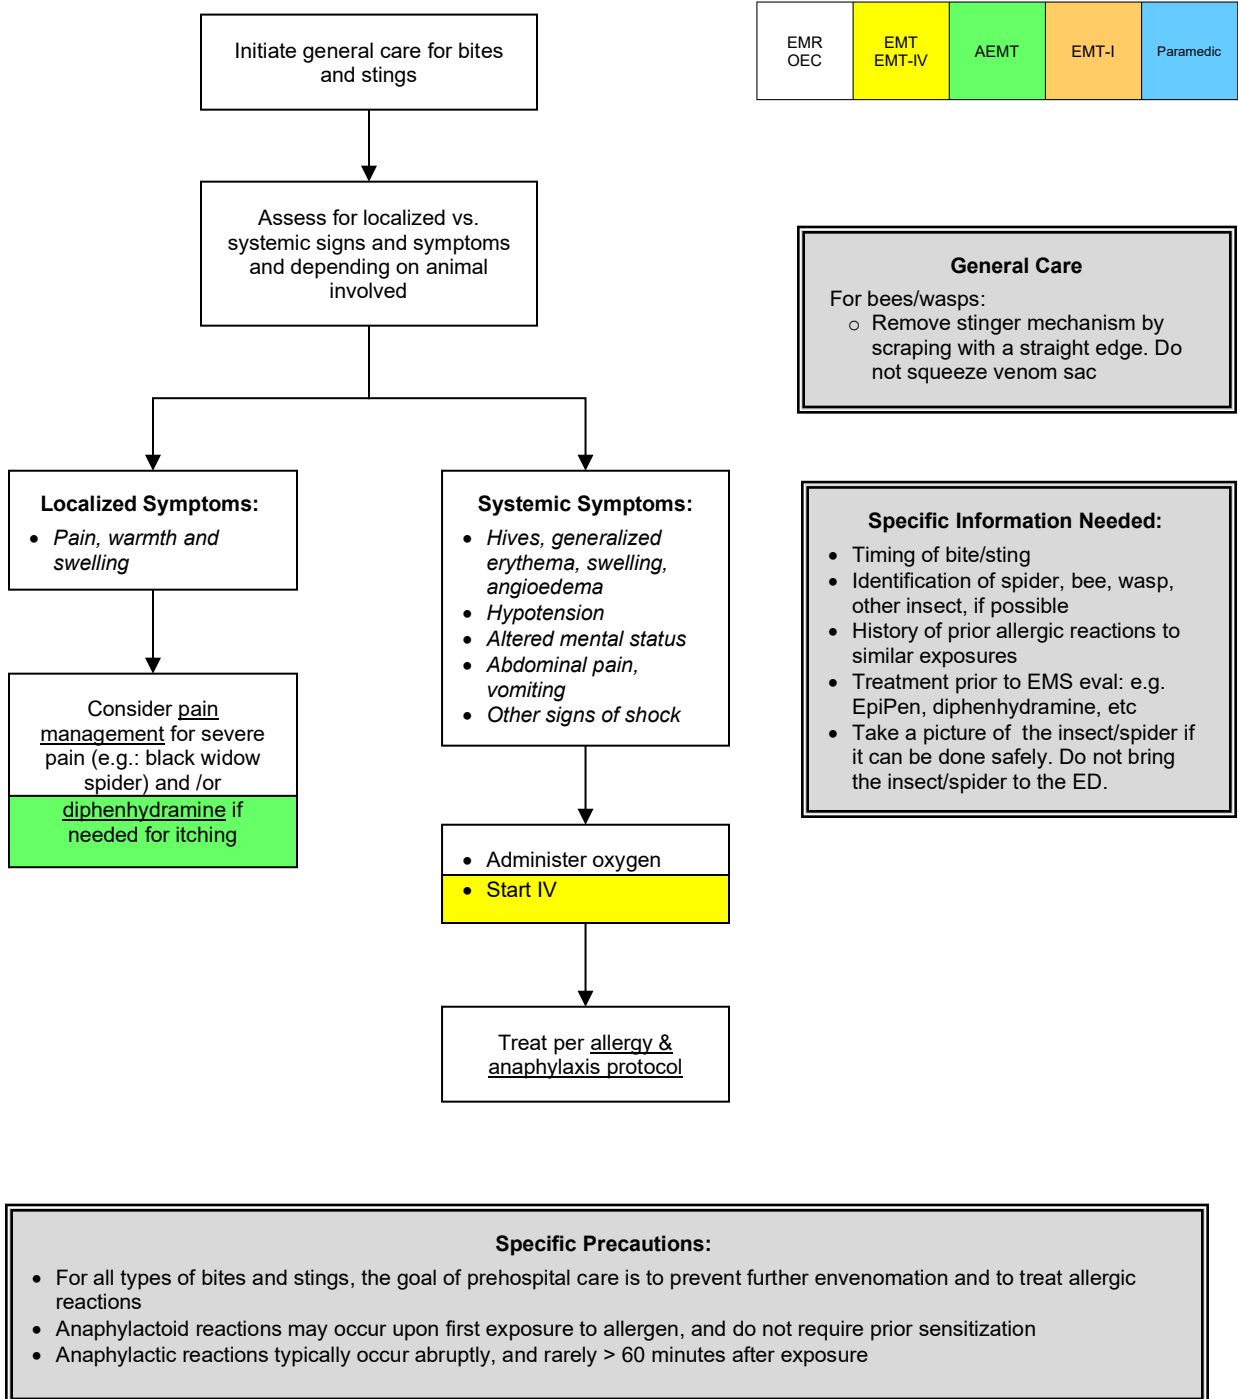 Initiate general care for bites
and stings
EMR
OEC
EMT
EMT-IV
AEMT
EMT-I
Paramedic
Assess for localized vs.
systemic signs and symptoms
and depending on animal
involved
General Care
For bees/wasps:
o Remove stinger mechanism by
scraping with a straight edge. Do
not squeeze venom sac
Localized Symptoms:
• Pain, warmth and
swelling
Systemic Symptoms:
• Hives, generalized
erythema, swelling,
angioedema
• Hypotension
• Altered mental status
• Abdominal pain,
vomiting
• Other signs of shock
Specific Information Needed:
• Timing of bite/sting
• Identification of spider, bee, wasp,
other insect, if possible
• History of prior allergic reactions to
similar exposures
• Treatment prior to EMS eval: e.g.
EpiPen, diphenhydramine, etc
• Take a picture of the insect/spider if
it can be done safely. Do not bring
the insect/spider to the ED.
Consider pain
management for severe
pain (e.g.: black widow
spider) and /or
diphenhydramine if
needed for itching
• Administer oxygen
• Start IV
Treat per allergy &
anaphylaxis protocol
Specific Precautions:
• For all types of bites and stings, the goal of prehospital care is to prevent further envenomation and to treat allergic
reactions
• Anaphylactoid reactions may occur upon first exposure to allergen, and do not require prior sensitization
• Anaphylactic reactions typically occur abruptly, and rarely > 60 minutes after exposure